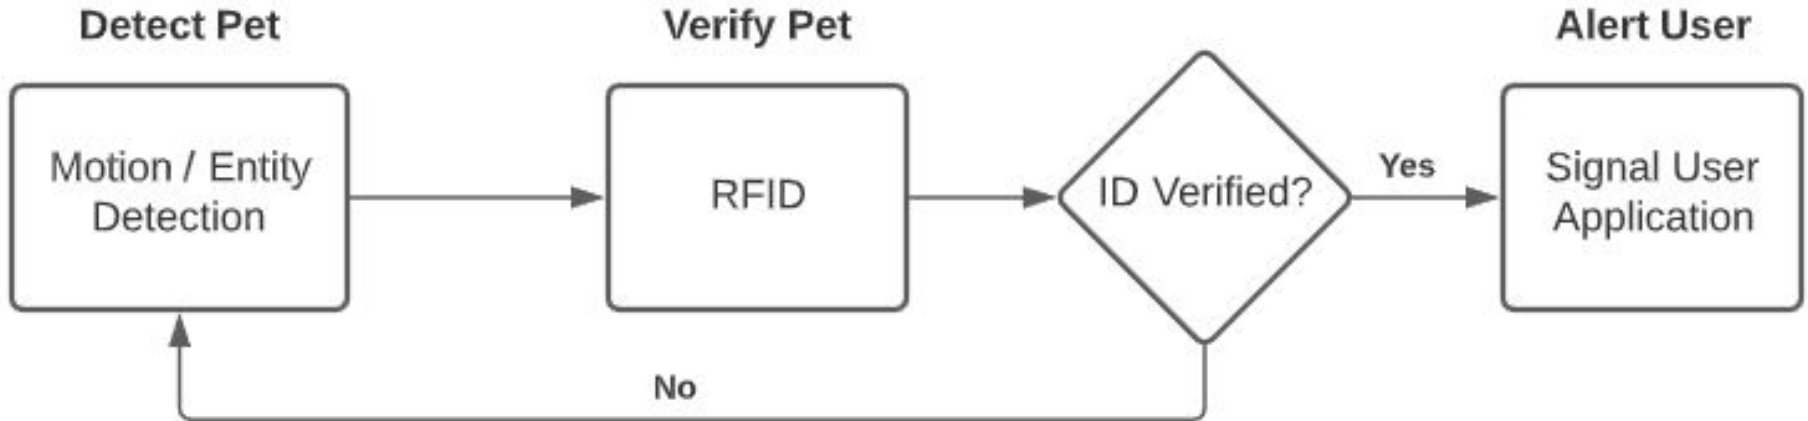 Detect Pet
Verify Pet
Alert User
Motion / Entity
Detection
RFID
ID Verified?
Yes
Signal User
Application
No